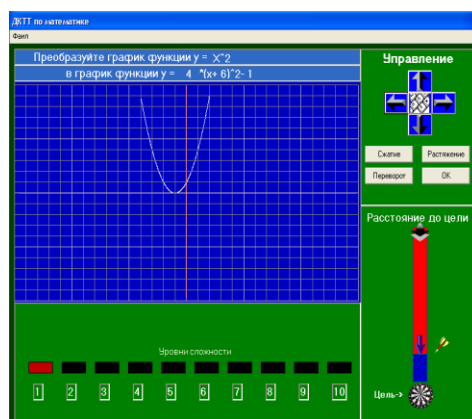 ДКТТ по математике
Файл
Преобразуйте график функции y = X^2
в график функции y = 4 *(x+ 6)^2- 1
Управление
Сжатие
Растяжение
Переворот
OK
Расстояние до цели
Уровни сложности
1 2 3 4 5 6 7 8 9 10
Цель->